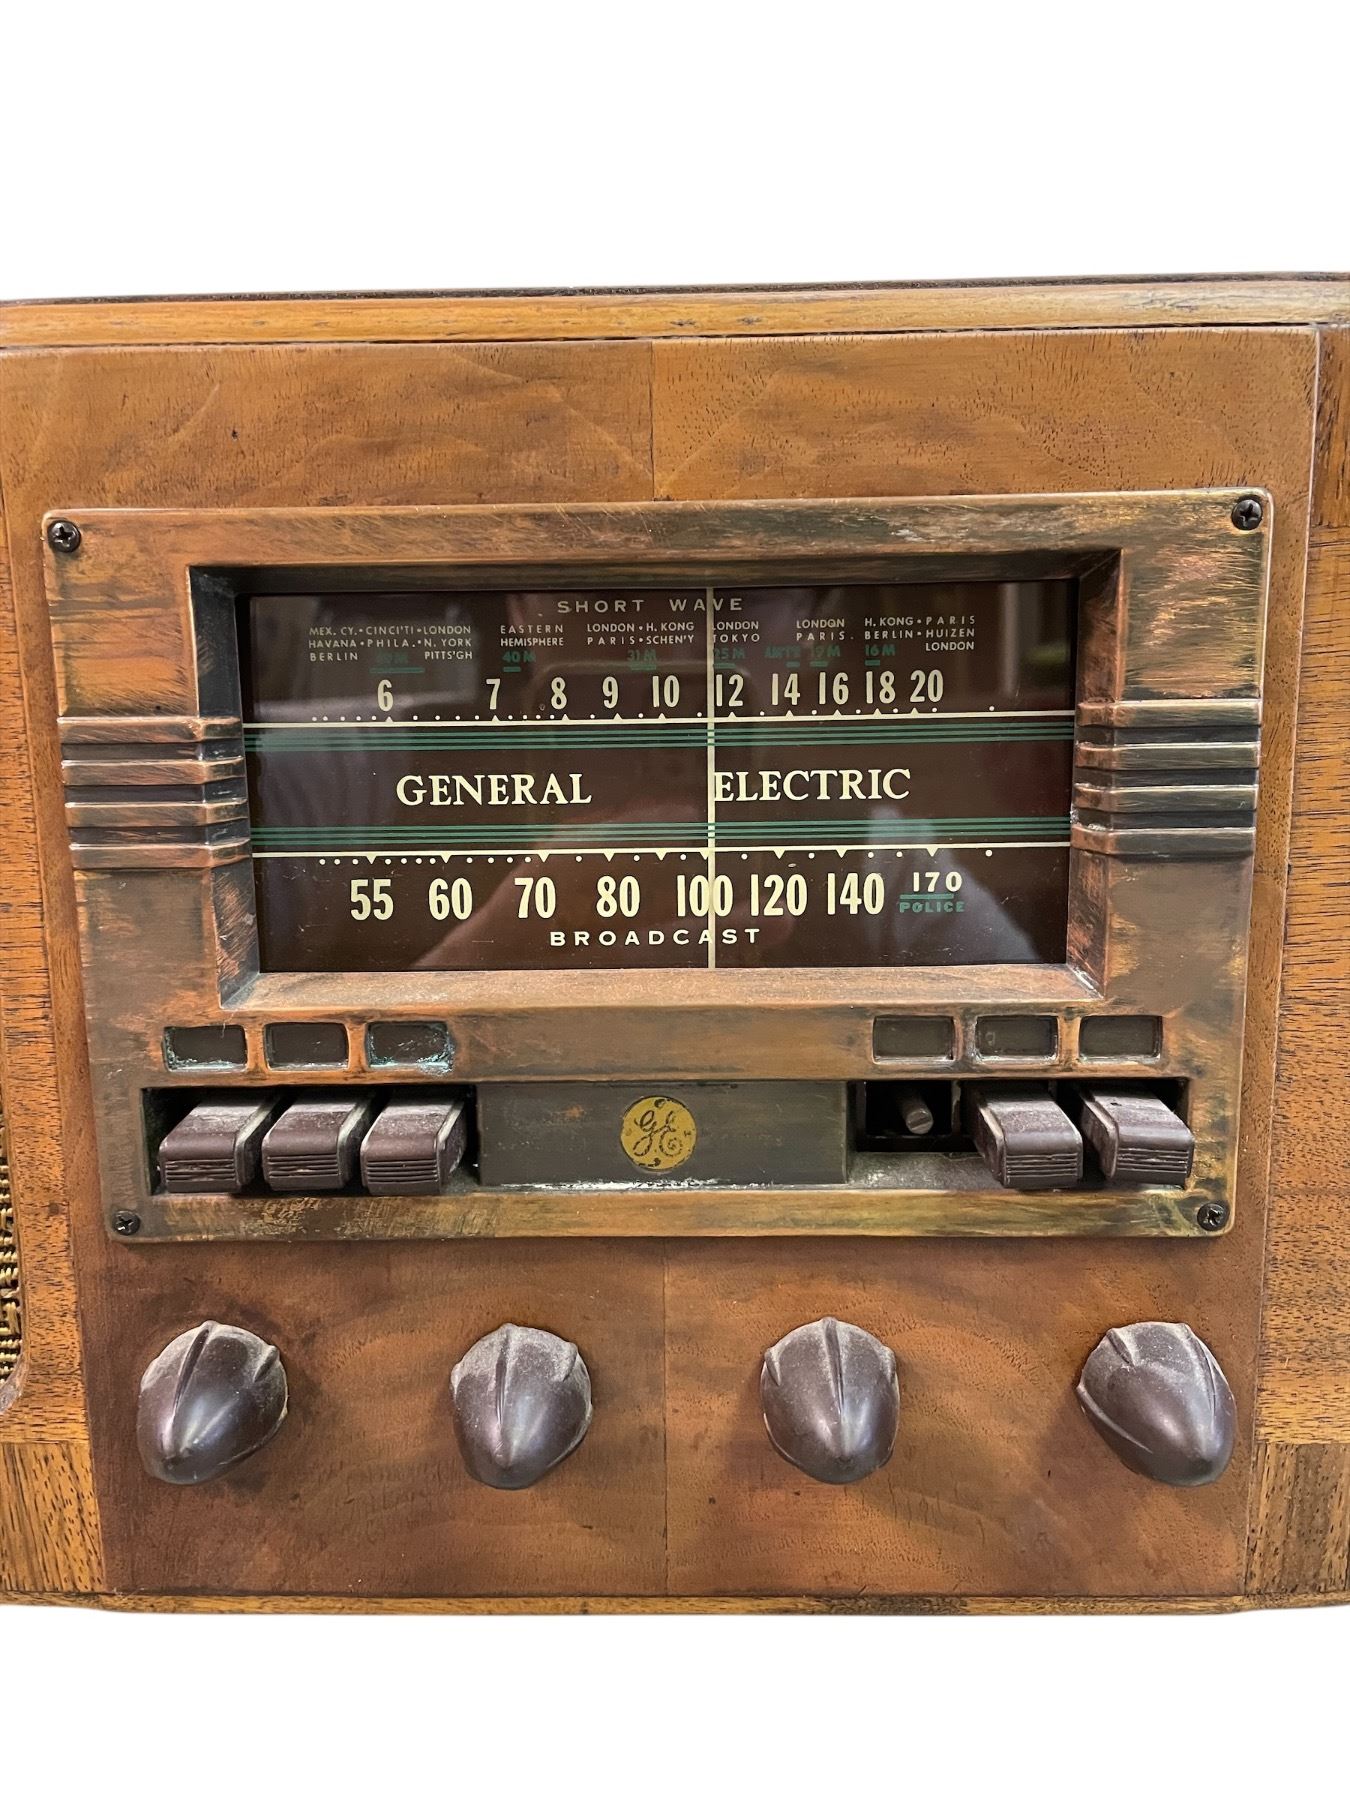 SHORT WAVE
MEX. CY. • CINCI'TI • LONDON
HAVANA • PHILA. • N. YORK
BERLIN PITTS'GH
EASTERN
HEMISPHERE
40 M
LONDON • H. KONG
PARIS • SCHEN'Y
31 M
LONDON
TOKYO
25 M
LONDON
PARIS.
19 M
H. KONG • PARIS
BERLIN • HUIZEN
LONDON
16 M
6 7 8 9 10 12 14 16 18 20
GENERAL ELECTRIC
55 60 70 80 100 120 140 170
POLICE
BROADCAST
GE